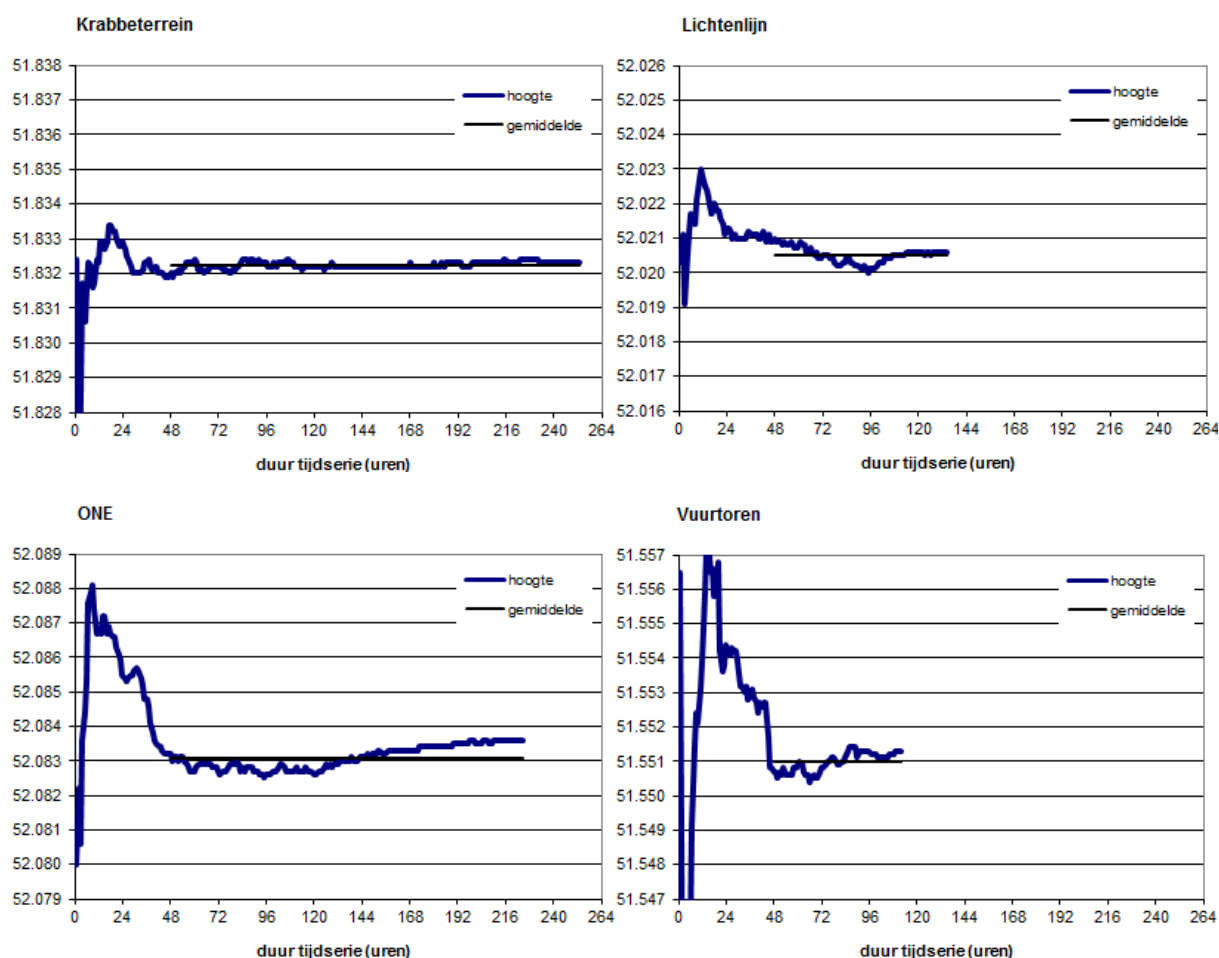 Krabbeterrein
51.838
51.837
51.836
51.835
51.834
51.833
51.832
51.831
51.830
51.829
51.828
hoogte
gemiddelde
0 24 48 72 96 120 144 168 192 216 240 264
duur tijdserie (uren)
Lichtenlijn
52.026
52.025
52.024
52.023
52.022
52.021
52.020
52.019
52.018
52.017
52.016
hoogte
gemiddelde
0 24 48 72 96 120 144 168 192 216 240 264
duur tijdserie (uren)
ONE
52.089
52.088
52.087
52.086
52.085
52.084
52.083
52.082
52.081
52.080
52.079
hoogte
gemiddelde
0 24 48 72 96 120 144 168 192 216 240 264
duur tijdserie (uren)
Vuurtoren
51.557
51.556
51.555
51.554
51.553
51.552
51.551
51.550
51.549
51.548
51.547
hoogte
gemiddelde
0 24 48 72 96 120 144 168 192 216 240 264
duur tijdserie (uren)